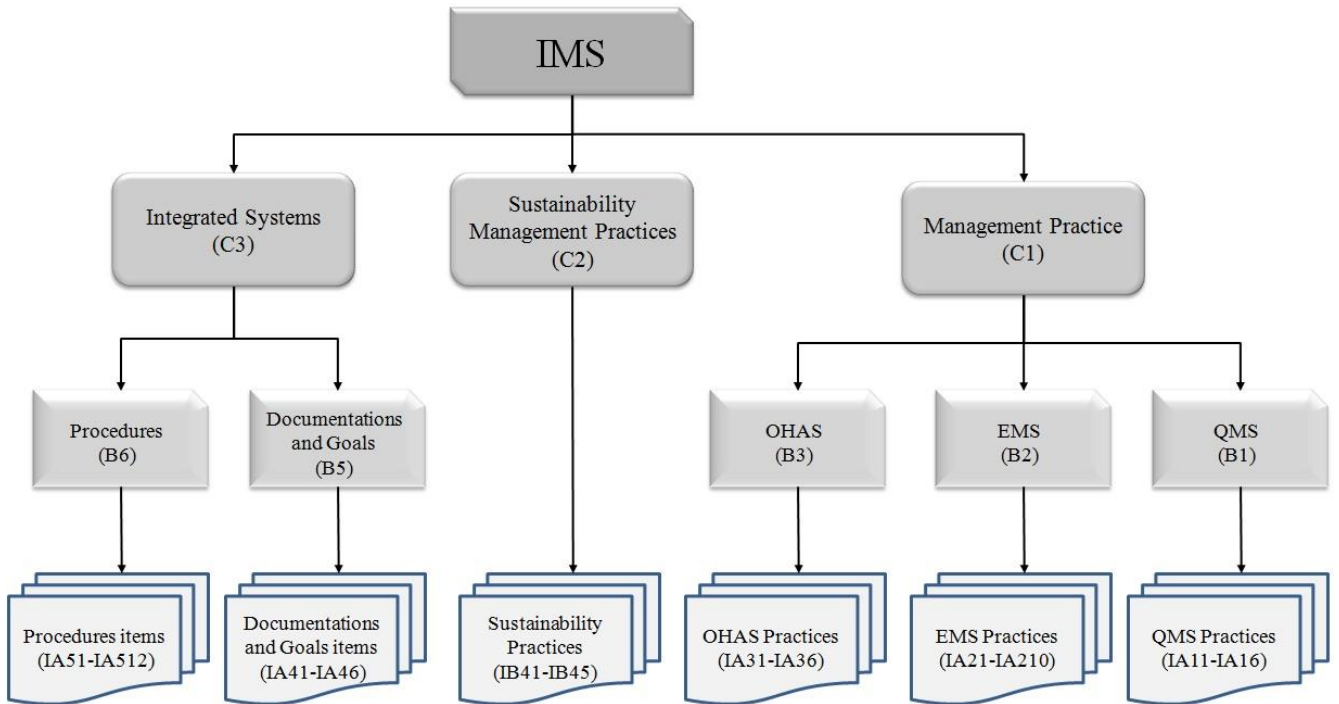 IMS
Integrated Systems
(C3)
Sustainability
Management Practices
(C2)
Management Practice
(C1)
Procedures
(B6)
Documentations
and Goals
(B5)
OHAS
(B3)
EMS
(B2)
QMS
(B1)
Procedures items
(IA51-IA512)
Documentations
and Goals items
(IA41-IA46)
Sustainability
Practices
(IB41-IB45)
OHAS Practices
(IA31-IA36)
EMS Practices
(IA21-IA210)
QMS Practices
(IA11-IA16)